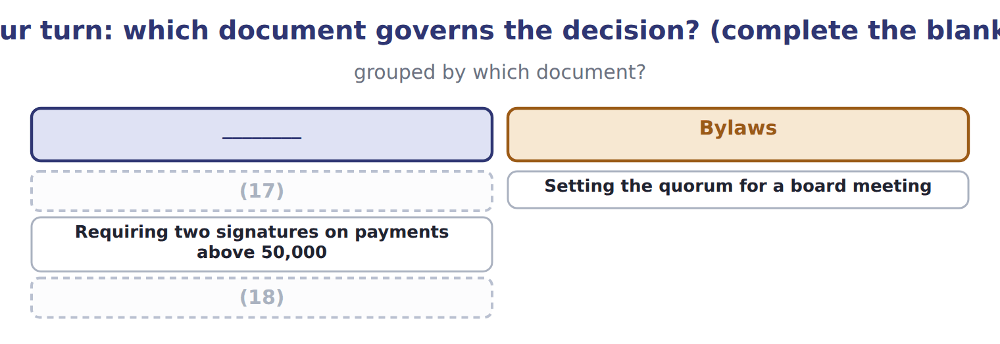 ur turn: which document governs the decision? (complete the blank
grouped by which document?
________
Bylaws
(17)
Setting the quorum for a board meeting
Requiring two signatures on payments
above 50,000
(18)